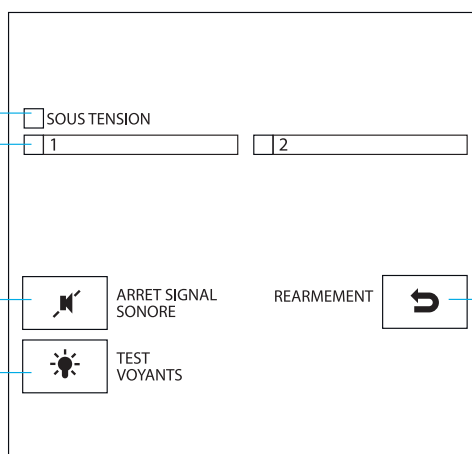 SOUS TENSION
1
2
ARRET SIGNAL
SONORE
REARMEMENT
TEST
VOYANTS